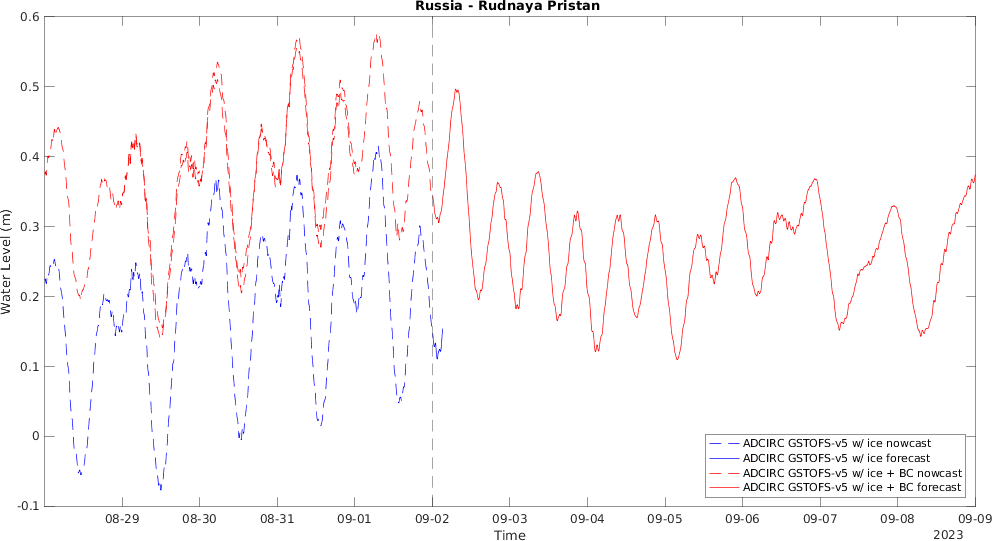 Russia - Rudnaya Pristan
0.6
0.5
0.4
0.3
0.2
0.1
0
-0.1
Water Level (m)
ADCIRC GSTOFS-v5 w/ ice nowcast
ADCIRC GSTOFS-v5 w/ ice forecast
ADCIRC GSTOFS-v5 w/ ice + BC nowcast
ADCIRC GSTOFS-v5 w/ ice + BC forecast
08-29 08-30 08-31 09-01 09-02 09-03 09-04 09-05 09-06 09-07 09-08 09-09
Time
2023